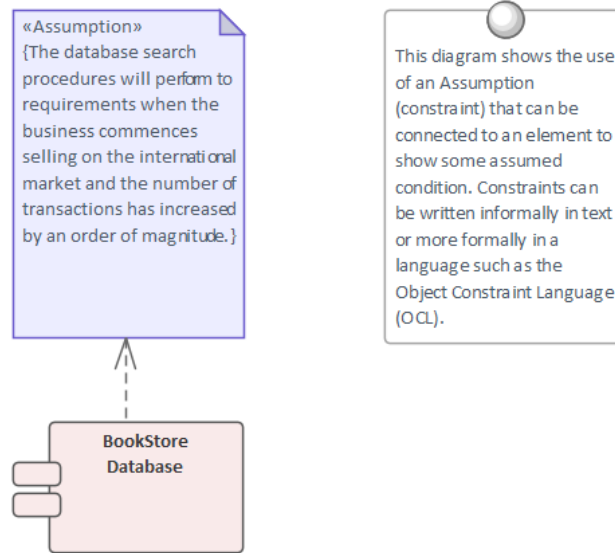 «Assumption»
{The database search
procedures will perform to
requirements when the
business commences
selling on the international
market and the number of
transactions has increased
by an order of magnitude.}
This diagram shows the use
of an Assumption
(constraint) that can be
connected to an element to
show some assumed
condition. Constraints can
be written informally in text
or more formally in a
language such as the
Object Constraint Language
(OCL).
BookStore
Database